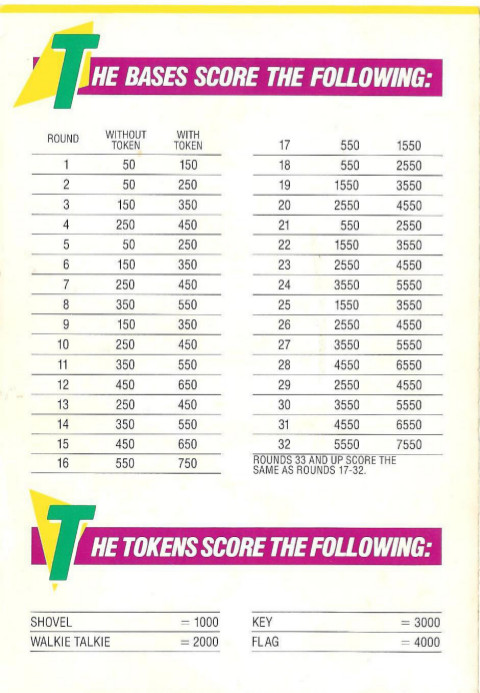 THE BASES SCORE THE FOLLOWING:
ROUND WITHOUT TOKEN WITH TOKEN
1 50 150
2 50 250
3 150 350
4 250 450
5 50 250
6 150 350
7 250 450
8 350 550
9 150 350
10 250 450
11 350 550
12 450 650
13 250 450
14 350 550
15 450 650
16 550 750
17 550 1550
18 550 2550
19 1550 3550
20 2550 4550
21 550 2550
22 1550 3550
23 2550 4550
24 3550 5550
25 1550 3550
26 2550 4550
27 3550 5550
28 4550 6550
29 2550 4550
30 3550 5550
31 4550 6550
32 5550 7550
ROUNDS 33 AND UP SCORE THE
SAME AS ROUNDS 17-32.
THE TOKENS SCORE THE FOLLOWING:
SHOVEL = 1000
WALKIE TALKIE = 2000
KEY = 3000
FLAG = 4000